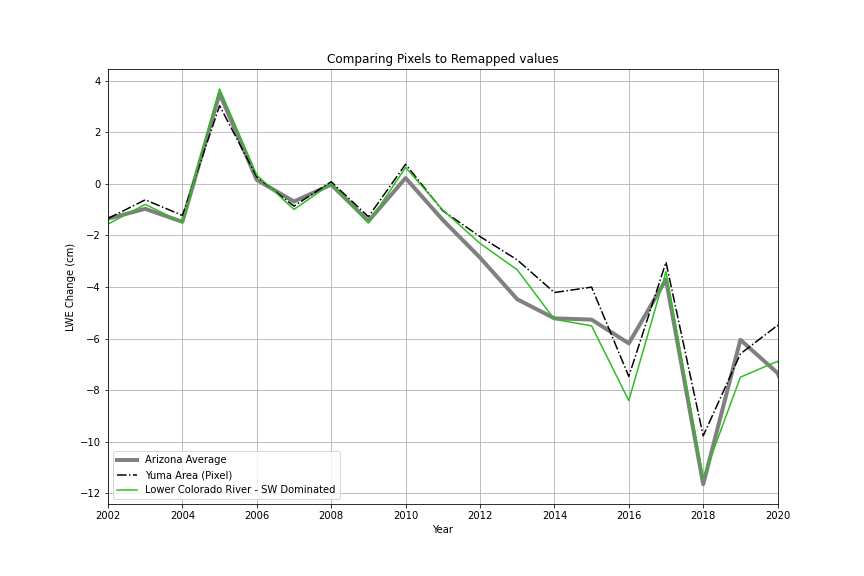 Comparing Pixels to Remapped values
4
2
0
−2
−4
−6
−8
−10
−12
LWE Change (cm)
Arizona Average
Yuma Area (Pixel)
Lower Colorado River - SW Dominated
2002 2004 2006 2008 2010 2012 2014 2016 2018 2020
Year